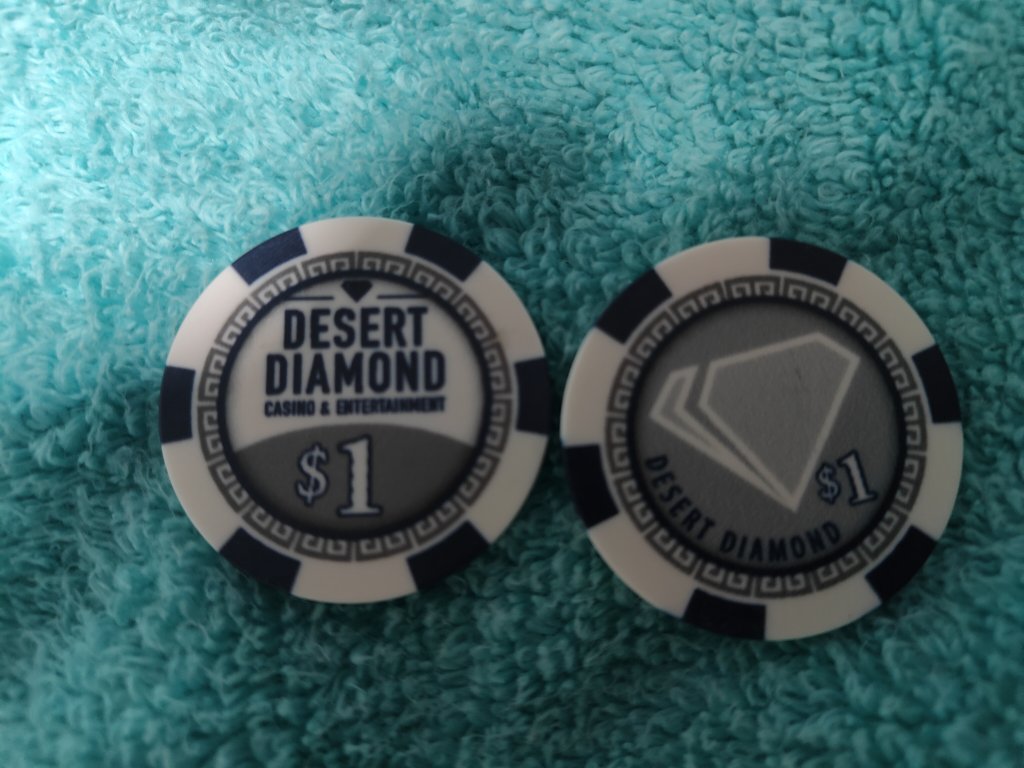 DESERT
DIAMOND
CASINO & ENTERTAINMENT
$1
$1
DESERT DIAMOND